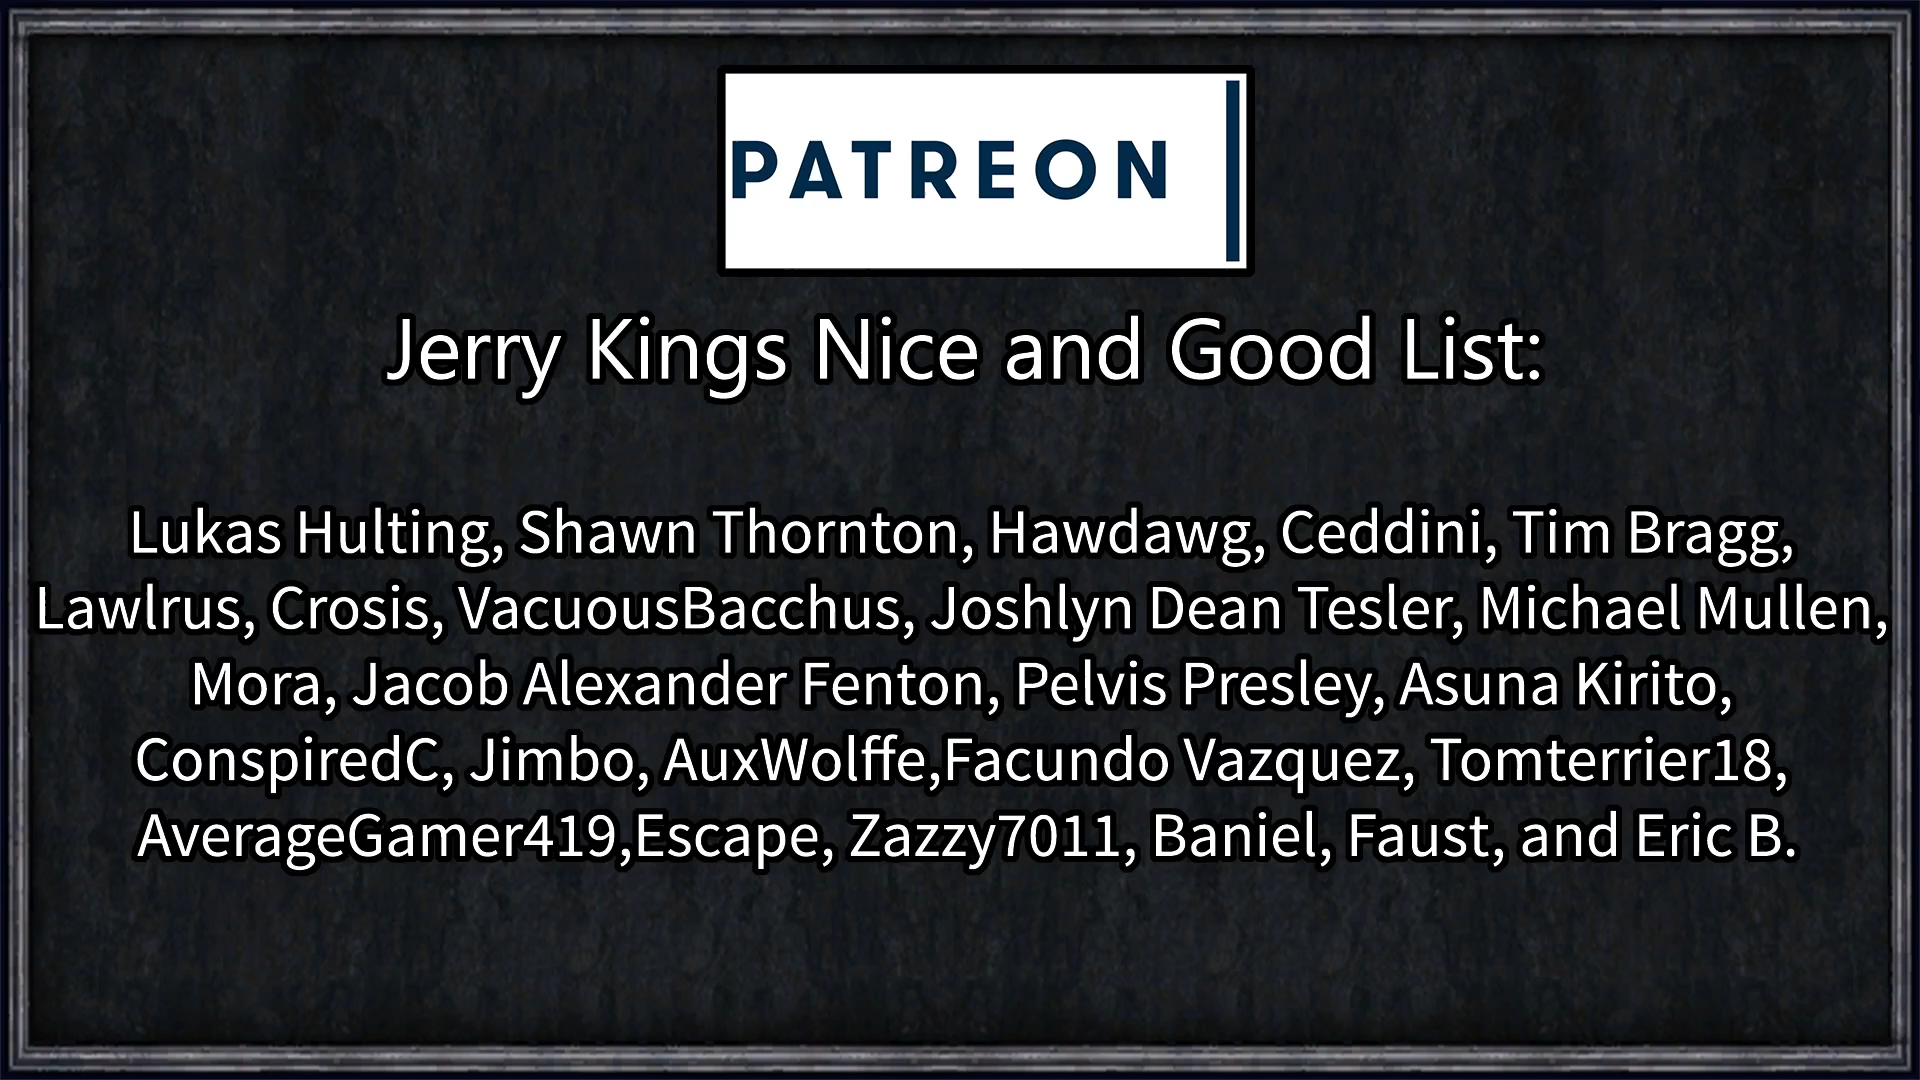 PATREON
Jerry Kings Nice and Good List:
Lukas Hulting, Shawn Thornton, Hawdawg, Ceddini, Tim Bragg,
Lawlrus, Crosis, VacuousBacchus, Joshlyn Dean Tesler, Michael Mullen,
Mora, Jacob Alexander Fenton, Pelvis Presley, Asuna Kirito,
ConspiredC, Jimbo, AuxWolffe,Facundo Vazquez, Tomterrier18,
AverageGamer419,Escape, Zazzy7011, Baniel, Faust, and Eric B.